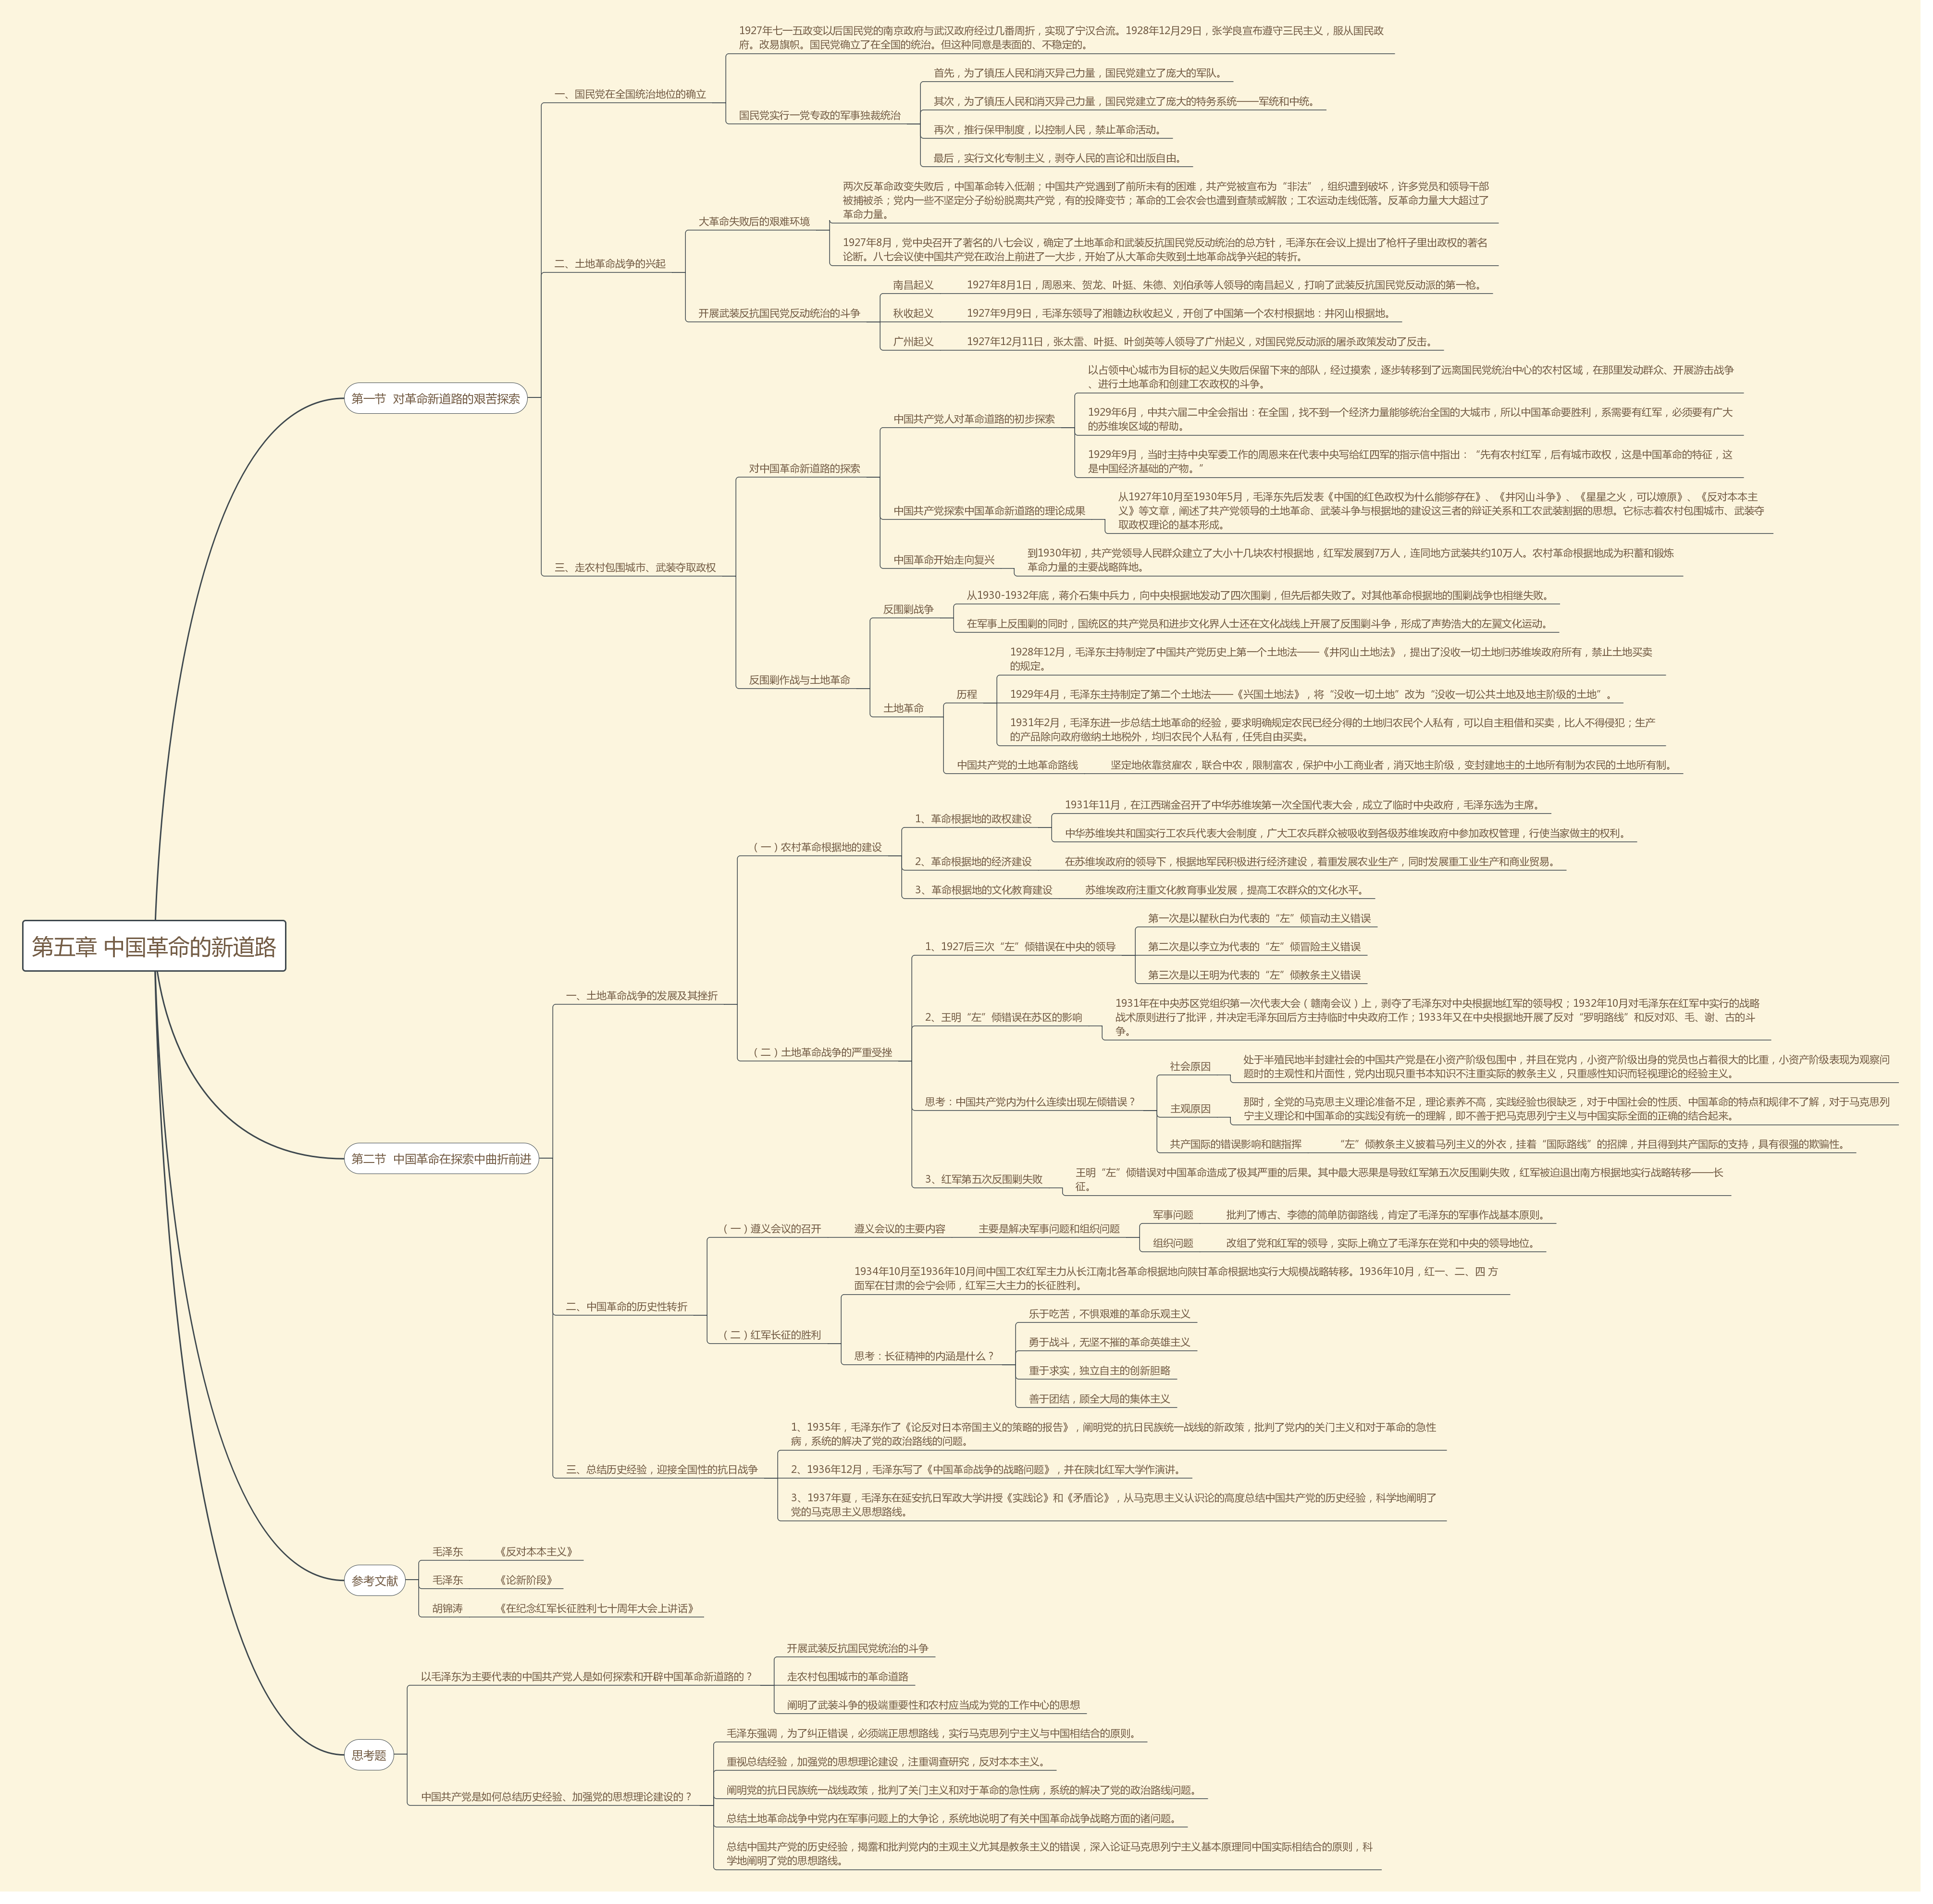 第五章 中国革命的新道路
第一节 对革命新道路的艰苦探索
一、国民党在全国统治地位的确立
1927年七一五政变以后国民党的南京政府与武汉政府经过几番周折，实现了宁汉合流。1928年12月29日，张学良宣布遵守三民主义，服从国民政
府。改易旗帜。国民党确立了在全国的统治。但这种同意是表面的、不稳定的。
国民党实行一党专政的军事独裁统治
首先，为了镇压人民和消灭异己力量，国民党建立了庞大的军队。
其次，为了镇压人民和消灭异己力量，国民党建立了庞大的特务系统——军统和中统。
再次，推行保甲制度，以控制人民，禁止革命活动。
最后，实行文化专制主义，剥夺人民的言论和出版自由。
二、土地革命战争的兴起
大革命失败后的艰难环境
两次反革命政变失败后，中国革命转入低潮；中国共产党遇到了前所未有的困难，共产党被宣布为“非法”，组织遭到破坏，许多党员和领导干部
被捕被杀；党内一些不坚定分子纷纷脱离共产党，有的投降变节；革命的工会农会也遭到查禁或解散；工农运动走线低落。反革命力量大大超过了
革命力量。
1927年8月，党中央召开了著名的八七会议，确定了土地革命和武装反抗国民党反动统治的总方针，毛泽东在会议上提出了枪杆子里出政权的著名
论断。八七会议使中国共产党在政治上前进了一大步，开始了从大革命失败到土地革命战争兴起的转折。
开展武装反抗国民党反动统治的斗争
南昌起义 1927年8月1日，周恩来、贺龙、叶挺、朱德、刘伯承等人领导的南昌起义，打响了武装反抗国民党反动派的第一枪。
秋收起义 1927年9月9日，毛泽东领导了湘赣边秋收起义，开创了中国第一个农村根据地：井冈山根据地。
广州起义 1927年12月11日，张太雷、叶挺、叶剑英等人领导了广州起义，对国民党反动派的屠杀政策发动了反击。
三、走农村包围城市、武装夺取政权
对中国革命新道路的探索
中国共产党人对革命道路的初步探索
以占领中心城市为目标的起义失败后保留下来的部队，经过摸索，逐步转移到了远离国民党统治中心的农村区域，在那里发动群众、开展游击战争
、进行土地革命和创建工农政权的斗争。
1929年6月，中共六届二中全会指出：在全国，找不到一个经济力量能够统治全国的大城市，所以中国革命要胜利，系需要有红军，必须要有广大
的苏维埃区域的帮助。
1929年9月，当时主持中央军委工作的周恩来在代表中央写给红四军的指示信中指出：“先有农村红军，后有城市政权，这是中国革命的特征，这
是中国经济基础的产物。”
中国共产党探索中国革命新道路的理论成果
从1927年10月至1930年5月，毛泽东先后发表《中国的红色政权为什么能够存在》、《井冈山斗争》、《星星之火，可以燎原》、《反对本本主
义》等文章，阐述了共产党领导的土地革命、武装斗争与根据地的建设这三者的辩证关系和工农武装割据的思想。它标志着农村包围城市、武装夺
取政权理论的基本形成。
中国革命开始走向复兴
到1930年初，共产党领导人民群众建立了大小十几块农村根据地，红军发展到7万人，连同地方武装共约10万人。农村革命根据地成为积蓄和锻炼
革命力量的主要战略阵地。
反围剿作战与土地革命
反围剿战争
从1930-1932年底，蒋介石集中兵力，向中央根据地发动了四次围剿，但先后都失败了。对其他革命根据地的围剿战争也相继失败。
在军事上反围剿的同时，国统区的共产党员和进步文化界人士还在文化战线上开展了反围剿斗争，形成了声势浩大的左翼文化运动。
土地革命
历程
1928年12月，毛泽东主持制定了中国共产党历史上第一个土地法——《井冈山土地法》，提出了没收一切土地归苏维埃政府所有，禁止土地买卖
的规定。
1929年4月，毛泽东主持制定了第二个土地法——《兴国土地法》，将“没收一切土地”改为“没收一切公共土地及地主阶级的土地”。
1931年2月，毛泽东进一步总结土地革命的经验，要求明确规定农民已经分得的土地归农民个人私有，可以自主租借和买卖，比人不得侵犯；生产
的产品除向政府缴纳土地税外，均归农民个人私有，任凭自由买卖。
中国共产党的土地革命路线 坚定地依靠贫雇农，联合中农，限制富农，保护中小工商业者，消灭地主阶级，变封建地主的土地所有制为农民的土地所有制。
第二节 中国革命在探索中曲折前进
一、土地革命战争的发展及其挫折
（一）农村革命根据地的建设
1、革命根据地的政权建设
1931年11月，在江西瑞金召开了中华苏维埃第一次全国代表大会，成立了临时中央政府，毛泽东选为主席。
中华苏维埃共和国实行工农兵代表大会制度，广大工农兵群众被吸收到各级苏维埃政府中参加政权管理，行使当家做主的权利。
2、革命根据地的经济建设 在苏维埃政府的领导下，根据地军民积极进行经济建设，着重发展农业生产，同时发展重工业生产和商业贸易。
3、革命根据地的文化教育建设 苏维埃政府注重文化教育事业发展，提高工农群众的文化水平。
（二）土地革命战争的严重受挫
1、1927后三次“左”倾错误在中央的领导
第一次是以瞿秋白为代表的“左”倾盲动主义错误
第二次是以李立为代表的“左”倾冒险主义错误
第三次是以王明为代表的“左”倾教条主义错误
2、王明“左”倾错误在苏区的影响
1931年在中央苏区党组织第一次代表大会（赣南会议）上，剥夺了毛泽东对中央根据地红军的领导权；1932年10月对毛泽东在红军中实行的战略
战术原则进行了批评，并决定毛泽东回后方主持临时中央政府工作；1933年又在中央根据地开展了反对“罗明路线”和反对邓、毛、谢、古的斗
争。
思考：中国共产党内为什么连续出现左倾错误？
社会原因
处于半殖民地半封建社会的中国共产党是在小资产阶级包围中，并且在党内，小资产阶级出身的党员也占着很大的比重，小资产阶级表现为观察问
题时的主观性和片面性，党内出现只重书本知识不注重实际的教条主义，只重感性知识而轻视理论的经验主义。
主观原因
那时，全党的马克思主义理论准备不足，理论素养不高，实践经验也很缺乏，对于中国社会的性质、中国革命的特点和规律不了解，对于马克思列
宁主义理论和中国革命的实践没有统一的理解，即不善于把马克思列宁主义与中国实际全面的正确的结合起来。
共产国际的错误影响和瞎指挥 “左”倾教条主义披着马列主义的外衣，挂着“国际路线”的招牌，并且得到共产国际的支持，具有很强的欺骗性。
3、红军第五次反围剿失败
王明“左”倾错误对中国革命造成了极其严重的后果。其中最大恶果是导致红军第五次反围剿失败，红军被迫退出南方根据地实行战略转移——长
征。
二、中国革命的历史性转折
（一）遵义会议的召开 遵义会议的主要内容 主要是解决军事问题和组织问题
军事问题 批判了博古、李德的简单防御路线，肯定了毛泽东的军事作战基本原则。
组织问题 改组了党和红军的领导，实际上确立了毛泽东在党和中央的领导地位。
（二）红军长征的胜利
1934年10月至1936年10月间中国工农红军主力从长江南北各革命根据地向陕甘革命根据地实行大规模战略转移。1936年10月，红一、二、四 方
面军在甘肃的会宁会师，红军三大主力的长征胜利。
思考：长征精神的内涵是什么？
乐于吃苦，不惧艰难的革命乐观主义
勇于战斗，无坚不摧的革命英雄主义
重于求实，独立自主的创新胆略
善于团结，顾全大局的集体主义
三、总结历史经验，迎接全国性的抗日战争
1、1935年，毛泽东作了《论反对日本帝国主义的策略的报告》，阐明党的抗日民族统一战线的新政策，批判了党内的关门主义和对于革命的急性
病，系统的解决了党的政治路线的问题。
2、1936年12月，毛泽东写了《中国革命战争的战略问题》，并在陕北红军大学作演讲。
3、1937年夏，毛泽东在延安抗日军政大学讲授《实践论》和《矛盾论》，从马克思主义认识论的高度总结中国共产党的历史经验，科学地阐明了
党的马克思主义思想路线。
参考文献
毛泽东 《反对本本主义》
毛泽东 《论新阶段》
胡锦涛 《在纪念红军长征胜利七十周年大会上讲话》
思考题
以毛泽东为主要代表的中国共产党人是如何探索和开辟中国革命新道路的？
开展武装反抗国民党统治的斗争
走农村包围城市的革命道路
阐明了武装斗争的极端重要性和农村应当成为党的工作中心的思想
中国共产党是如何总结历史经验、加强党的思想理论建设的？
毛泽东强调，为了纠正错误，必须端正思想路线，实行马克思列宁主义与中国相结合的原则。
重视总结经验，加强党的思想理论建设，注重调查研究，反对本本主义。
阐明党的抗日民族统一战线政策，批判了关门主义和对于革命的急性病，系统的解决了党的政治路线问题。
总结土地革命战争中党内在军事问题上的大争论，系统地说明了有关中国革命战争战略方面的诸问题。
总结中国共产党的历史经验，揭露和批判党内的主观主义尤其是教条主义的错误，深入论证马克思列宁主义基本原理同中国实际相结合的原则，科
学地阐明了党的思想路线。